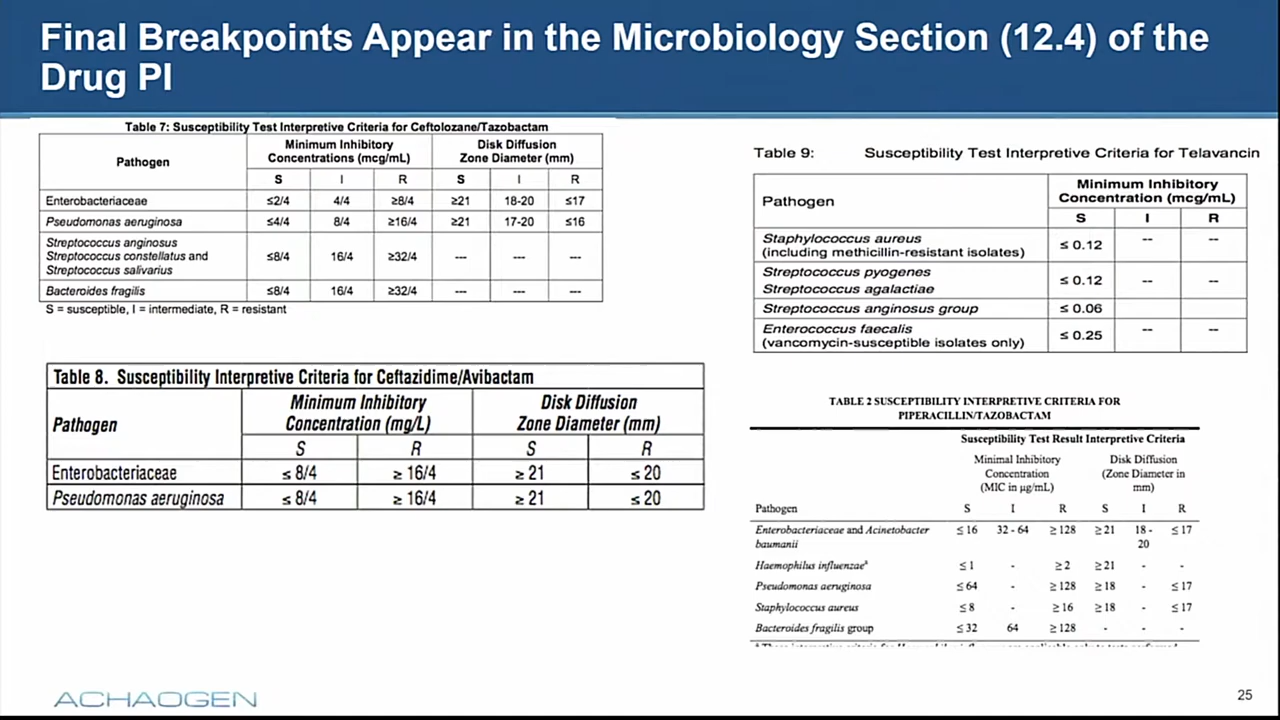 Final Breakpoints Appear in the Microbiology Section (12.4) of the
Drug PI
Table 7: Susceptibility Test Interpretive Criteria for Ceftolozane/Tazobactam
Pathogen
Minimum Inhibitory
Concentrations (mcg/mL)
Disk Diffusion
Zone Diameter (mm)
S I R S I R
Enterobacteriaceae ≤2/4 4/4 ≥8/4 ≥21 18-20 ≤17
Pseudomonas aeruginosa ≤4/4 8/4 ≥16/4 ≥21 17-20 ≤16
Streptococcus anginosus
Streptococcus constellatus and
Streptococcus salivarius
≤8/4 16/4 ≥32/4 --- --- ---
Bacteroides fragilis ≤8/4 16/4 ≥32/4 --- --- ---
S = susceptible, I = intermediate, R = resistant
Table 8. Susceptibility Interpretive Criteria for Ceftazidime/Avibactam
Pathogen
Minimum Inhibitory
Concentration (mg/L)
Disk Diffusion
Zone Diameter (mm)
S R S R
Enterobacteriaceae ≤ 8/4 ≥ 16/4 ≥ 21 ≤ 20
Pseudomonas aeruginosa ≤ 8/4 ≥ 16/4 ≥ 21 ≤ 20
Table 9: Susceptibility Test Interpretive Criteria for Telavancin
Pathogen
Minimum Inhibitory
Concentration (mcg/mL)
S I R
Staphylococcus aureus
(including methicillin-resistant isolates)
≤ 0.12 -- --
Streptococcus pyogenes
Streptococcus agalactiae
≤ 0.12 -- --
Streptococcus anginosus group ≤ 0.06
Enterococcus faecalis
(vancomycin-susceptible isolates only)
≤ 0.25 -- --
TABLE 2 SUSCEPTIBILITY INTERPRETIVE CRITERIA FOR
PIPERACILLIN/TAZOBACTAM
Susceptibility Test Result Interpretive Criteria
Minimal Inhibitory
Concentration
(MIC in µg/mL)
Disk Diffusion
(Zone Diameter in
mm)
Pathogen S I R S I R
Enterobacteriaceae and Acinetobacter
baumanii
≤ 16 32 - 64 ≥ 128 ≥ 21 18 -
20
≤ 17
Haemophilus influenzaeᵃ ≤ 1 - ≥ 2 ≥ 21 - -
Pseudomonas aeruginosa ≤ 64 - ≥ 128 ≥ 18 - ≤ 17
Staphylococcus aureus ≤ 8 - ≥ 16 ≥ 18 - ≤ 17
Bacteroides fragilis group ≤ 32 64 ≥ 128 - - -
ACHAOGEN
25